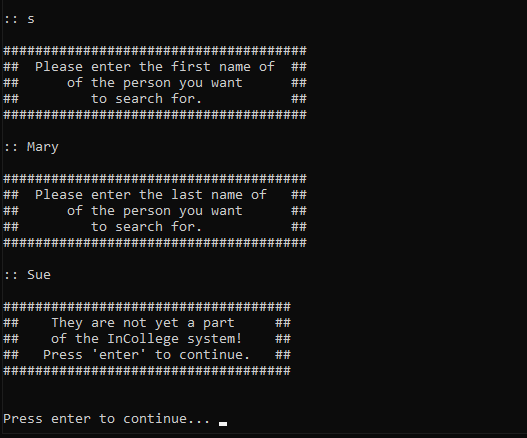 :: s
######################################
##  Please enter the first name of  ##
##      of the person you want      ##
##         to search for.           ##
######################################
:: Mary
######################################
##  Please enter the last name of   ##
##      of the person you want      ##
##         to search for.           ##
######################################
:: Sue
####################################
##    They are not yet a part     ##
##    of the InCollege system!    ##
##   Press 'enter' to continue.   ##
####################################
Press enter to continue...